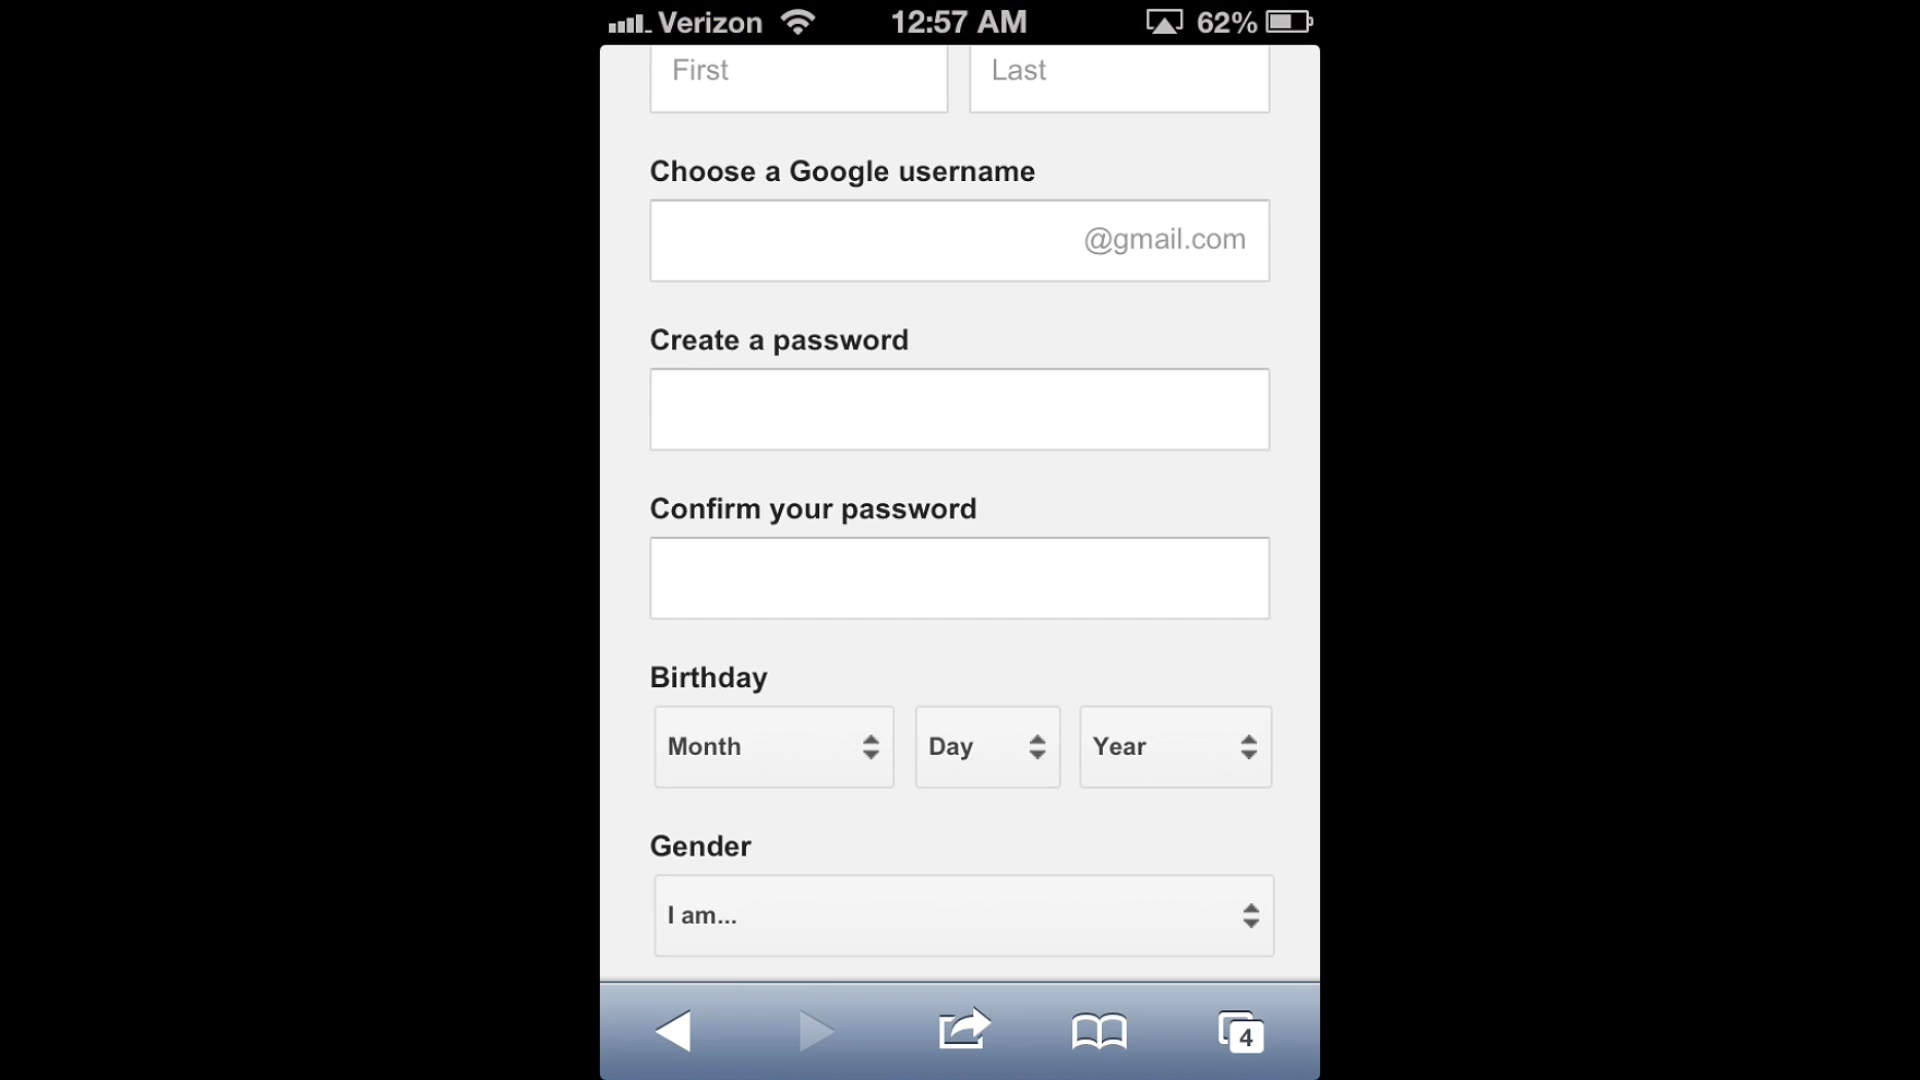 Verizon 12:57 AM 62%
First Last
Choose a Google username
@gmail.com
Create a password
Confirm your password
Birthday
Month Day Year
Gender
I am...
4